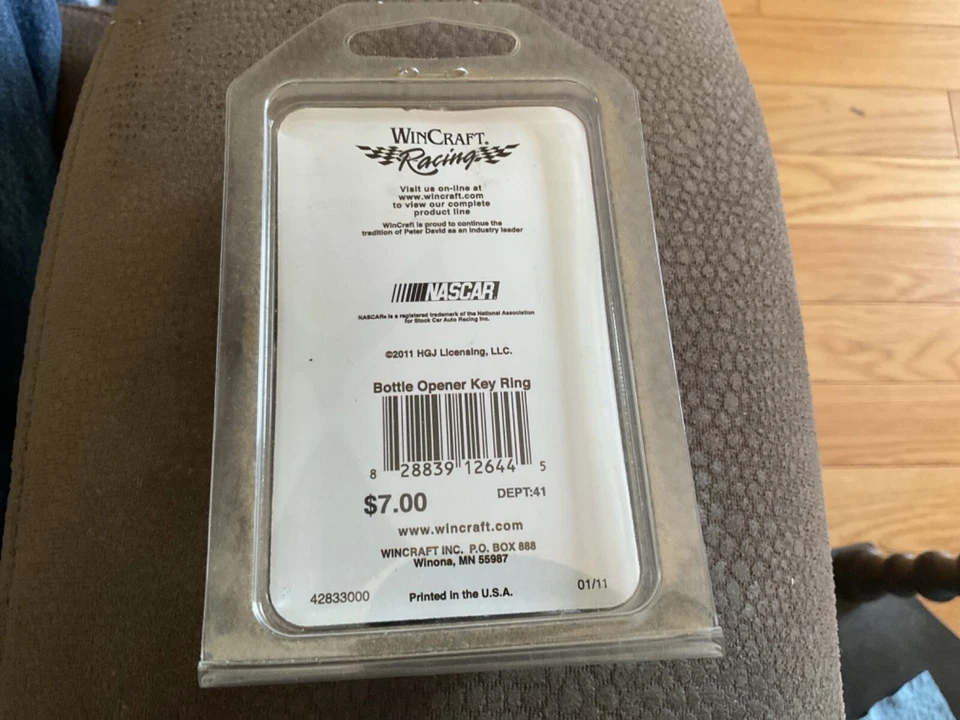 WINCRAFT®
Racing
Visit us on-line at
www.wincraft.com
to view our complete
product line
WinCraft is proud to continue the
tradition of Peter David as an industry leader
NASCAR
NASCAR® is a registered trademark of the National Association
for Stock Car Auto Racing Inc.
©2011 HGJ Licensing, LLC.
Bottle Opener Key Ring
8 28839 12644 5
$7.00 DEPT:41
www.wincraft.com
WINCRAFT INC. P.O. BOX 888
Winona, MN 55987
42833000 Printed in the U.S.A. 01/11